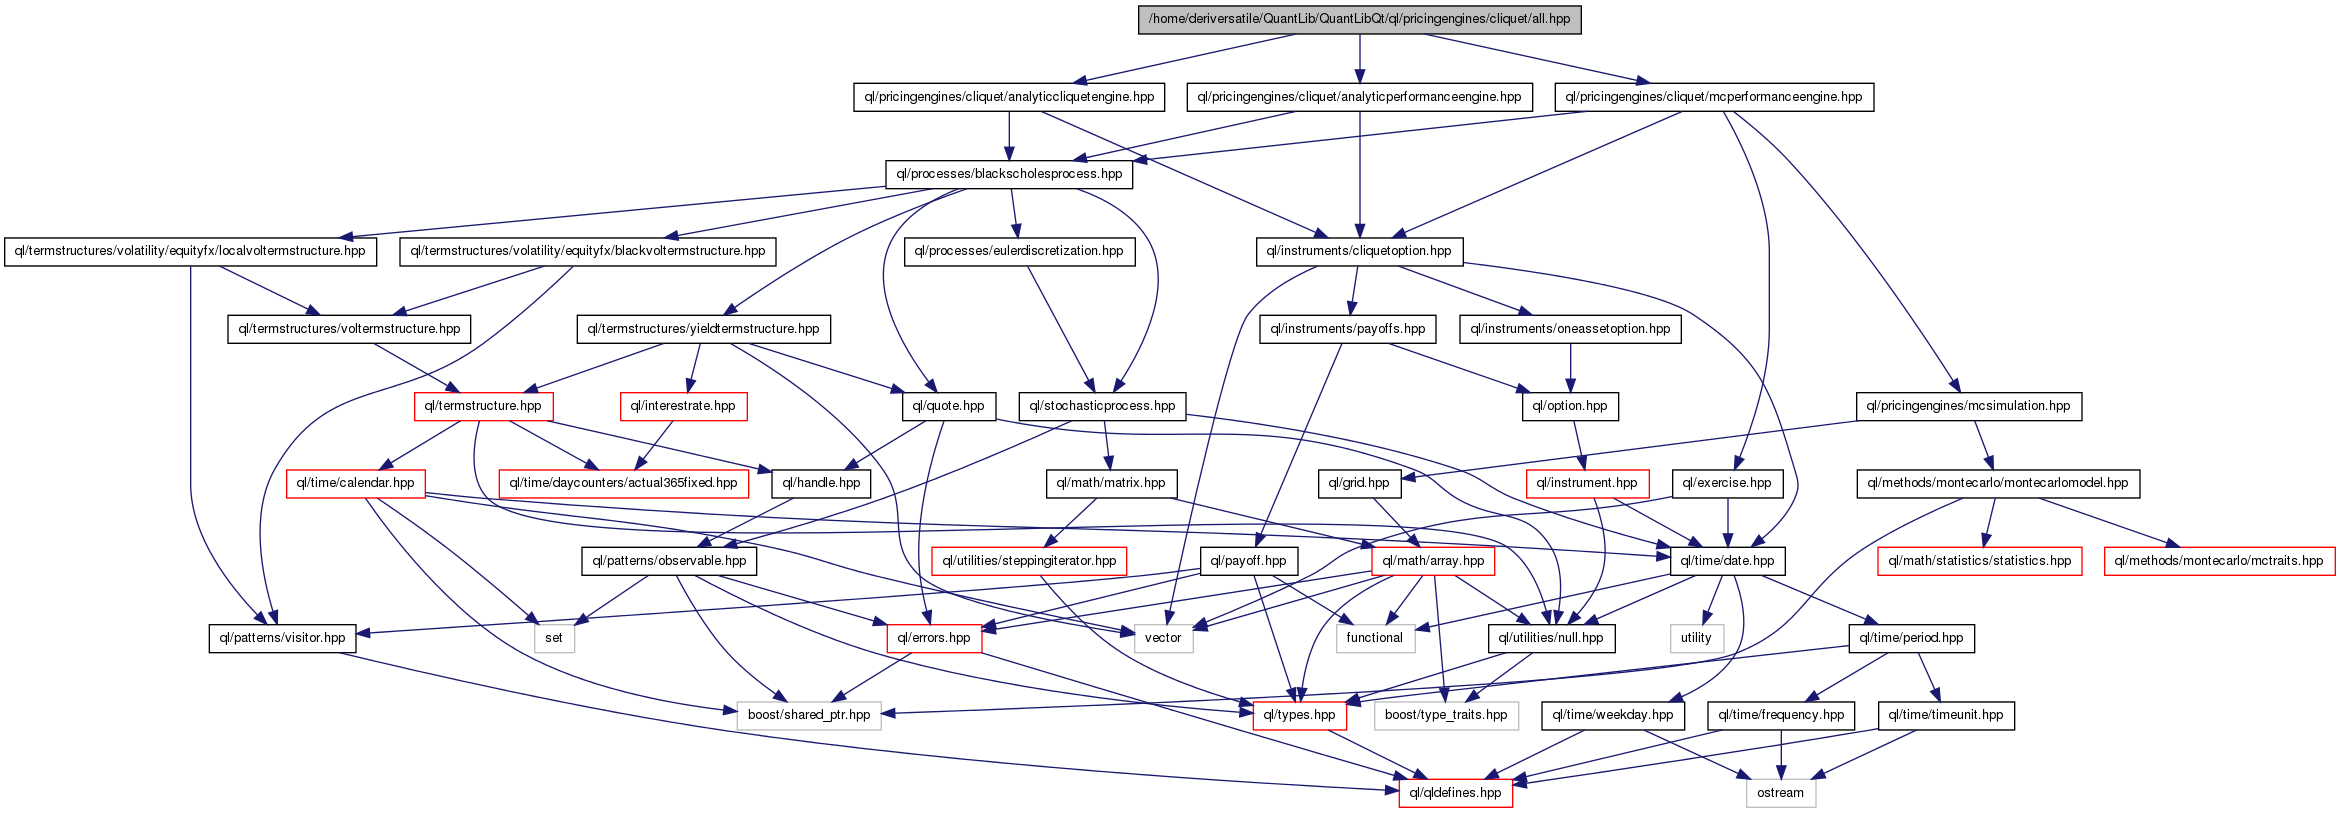 /home/deriversatile/QuantLib/QuantLibQt/ql/pricingengines/cliquet/all.hpp
ql/pricingengines/cliquet/analyticcliquetengine.hpp
ql/pricingengines/cliquet/analyticperformanceengine.hpp
ql/pricingengines/cliquet/mcperformanceengine.hpp
ql/processes/blackscholesprocess.hpp
ql/termstructures/volatility/equityfx/localvoltermstructure.hpp
ql/termstructures/volatility/equityfx/blackvoltermstructure.hpp
ql/processes/eulerdiscretization.hpp
ql/instruments/cliquetoption.hpp
ql/termstructures/voltermstructure.hpp
ql/termstructures/yieldtermstructure.hpp
ql/instruments/payoffs.hpp
ql/instruments/oneassetoption.hpp
ql/termstructure.hpp
ql/interestrate.hpp
ql/quote.hpp
ql/stochasticprocess.hpp
ql/option.hpp
ql/pricingengines/mcsimulation.hpp
ql/time/calendar.hpp
ql/time/daycounters/actual365fixed.hpp
ql/handle.hpp
ql/math/matrix.hpp
ql/grid.hpp
ql/instrument.hpp
ql/exercise.hpp
ql/methods/montecarlo/montecarlomodel.hpp
ql/patterns/observable.hpp
ql/utilities/steppingiterator.hpp
ql/payoff.hpp
ql/math/array.hpp
ql/time/date.hpp
ql/math/statistics/statistics.hpp
ql/methods/montecarlo/mctraits.hpp
ql/patterns/visitor.hpp
set
ql/errors.hpp
vector
functional
ql/utilities/null.hpp
utility
ql/time/period.hpp
boost/shared_ptr.hpp
ql/types.hpp
boost/type_traits.hpp
ql/time/weekday.hpp
ql/time/frequency.hpp
ql/time/timeunit.hpp
ql/qldefines.hpp
ostream